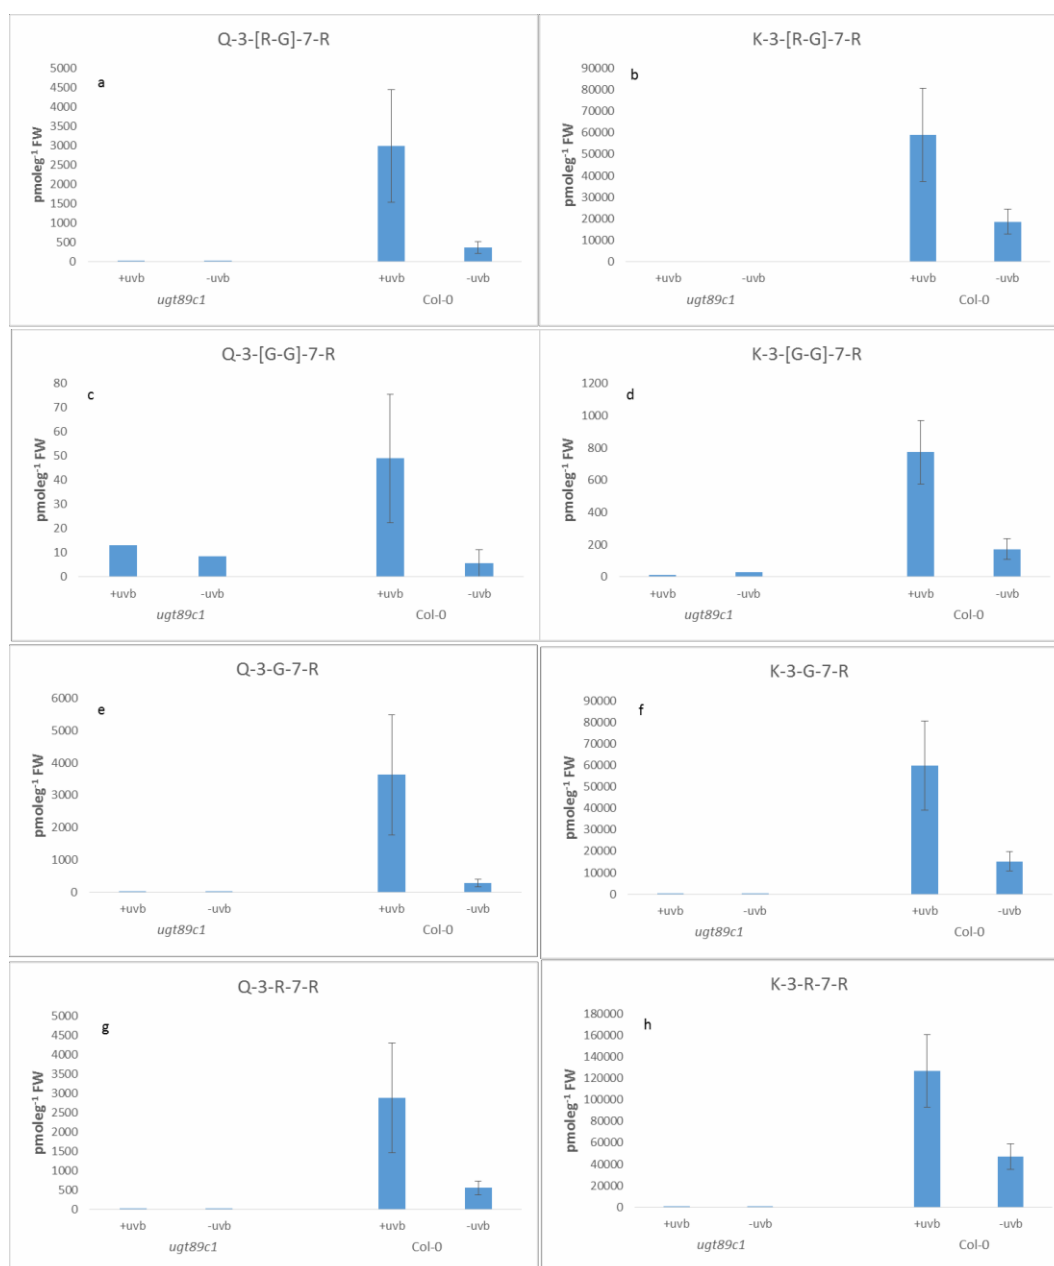 Q-3-[R-G]-7-R
a
pmoleg⁻¹ FW
5000
4500
4000
3500
3000
2500
2000
1500
1000
500
0
+uvb -uvb +uvb -uvb
ugt89c1 Col-0
K-3-[R-G]-7-R
b
pmoleg⁻¹ FW
90000
80000
70000
60000
50000
40000
30000
20000
10000
0
+uvb -uvb +uvb -uvb
ugt89c1 Col-0
Q-3-[G-G]-7-R
c
pmoleg⁻¹ FW
80
70
60
50
40
30
20
10
0
+uvb -uvb +uvb -uvb
ugt89c1 Col-0
K-3-[G-G]-7-R
d
pmoleg⁻¹ FW
1200
1000
800
600
400
200
0
+uvb -uvb +uvb -uvb
ugt89c1 Col-0
Q-3-G-7-R
e
pmoleg⁻¹ FW
6000
5000
4000
3000
2000
1000
0
+uvb -uvb +uvb -uvb
ugt89c1 Col-0
K-3-G-7-R
f
pmoleg⁻¹ FW
90000
80000
70000
60000
50000
40000
30000
20000
10000
0
+uvb -uvb +uvb -uvb
ugt89c1 Col-0
Q-3-R-7-R
g
pmoleg⁻¹ FW
5000
4500
4000
3500
3000
2500
2000
1500
1000
500
0
+uvb -uvb +uvb -uvb
ugt89c1 Col-0
K-3-R-7-R
h
pmoleg⁻¹ FW
180000
160000
140000
120000
100000
80000
60000
40000
20000
0
+uvb -uvb +uvb -uvb
ugt89c1 Col-0